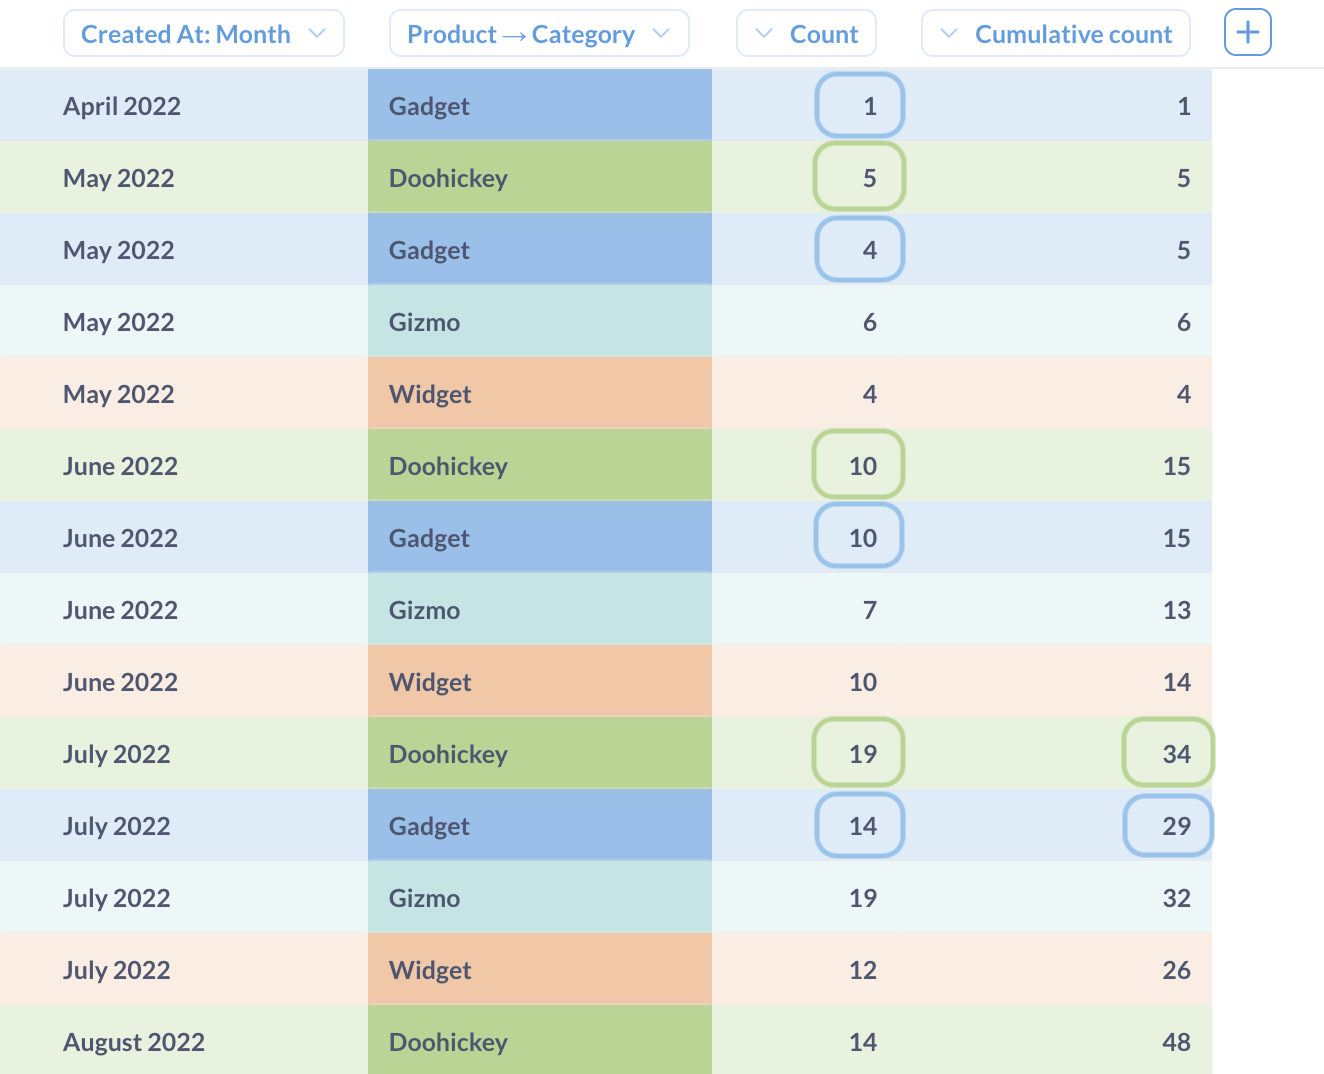 Created At: Month Product → Category Count Cumulative count +
April 2022 Gadget 1 1
May 2022 Doohickey 5 5
May 2022 Gadget 4 5
May 2022 Gizmo 6 6
May 2022 Widget 4 4
June 2022 Doohickey 10 15
June 2022 Gadget 10 15
June 2022 Gizmo 7 13
June 2022 Widget 10 14
July 2022 Doohickey 19 34
July 2022 Gadget 14 29
July 2022 Gizmo 19 32
July 2022 Widget 12 26
August 2022 Doohickey 14 48